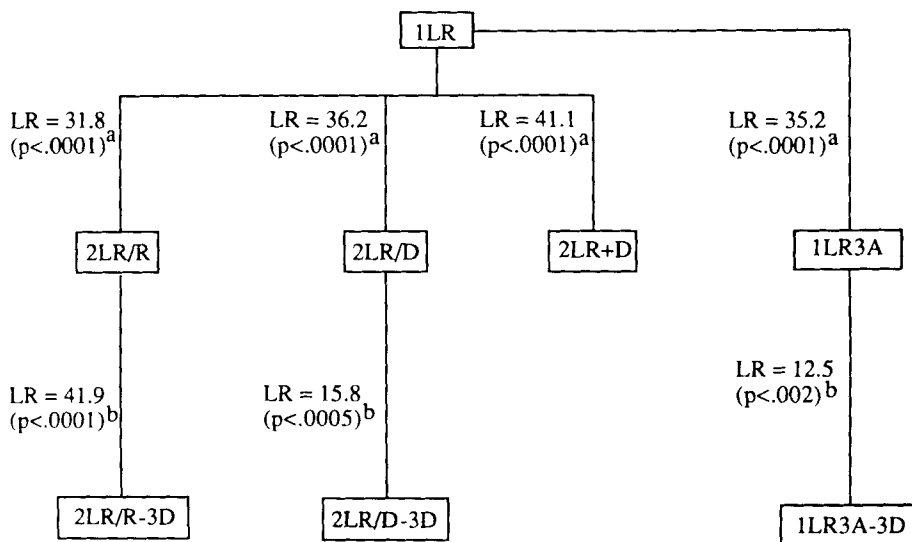 1LR
LR = 31.8
(p<.0001)a
LR = 36.2
(p<.0001)a
LR = 41.1
(p<.0001)a
LR = 35.2
(p<.0001)a
2LR/R
2LR/D
2LR+D
1LR3A
LR = 41.9
(p<.0001)b
LR = 15.8
(p<.0005)b
LR = 12.5
(p<.002)b
2LR/R-3D
2LR/D-3D
1LR3A-3D